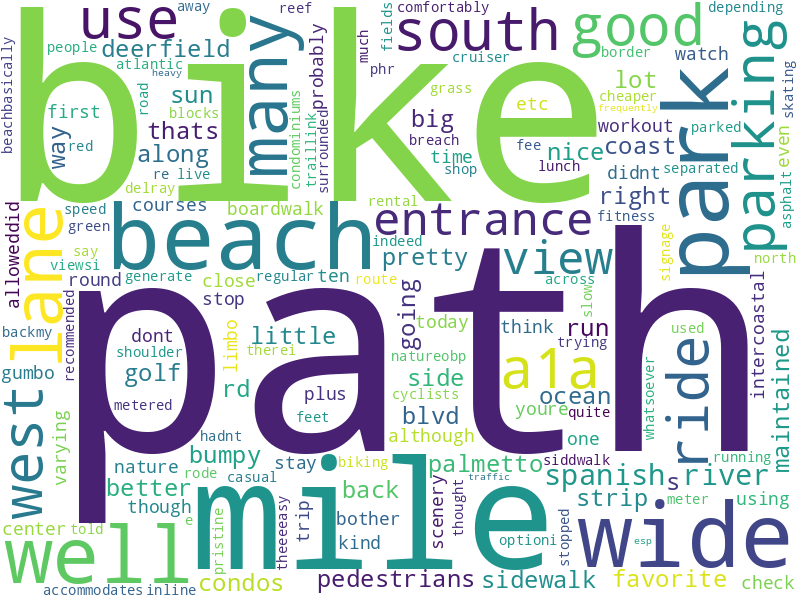 away
reef
comfortably
depending
people
use
deerfield
south
fields
good
border
atlantic
heavy
cruiser
watch
bike
many
probably
much
phr
grass
parking
skating
beachbasically
road
sun
first
blocks
thats
condominiums
traillink
surrounded
big
etc
lot
cheaper
frequently
park
way
red
along
breach
workout
parked
fee
coast
even
asphalt
re
live
time
shop
lunch
nice
didnt
separated
delray
courses
boardwalk
rental
right
fitness
alloweddid
lane
speed
green
beach
entrance
indeed
view
signage
north
say
viewsi
generate
regular
ten
pretty
route
across
backmy
round
close
stop
path
going
today
natureobp
slow
ride
intercoastal
recommended
dont
limbo
therei
little
think
run
trying
used
shoulder
gumbo
golf
rd
side
a1a
ocean
metered
plus
cyclists
youre
quite
whatsoever
west
varying
feet
blvd
although
siddwalk
one
running
maintained
hadnt
bumpy
nature
stay
biking
palmetto
spanish
river
better
rode
casual
mile
scenery
traffic
s
though
e
trip
back
thought
strip
meter
using
center
told
pristine
theeeeasy
bother
kind
optioni
stopped
wide
esp
well
condos
pedestrians
sidewalk
favorite
check
accommodates
inline